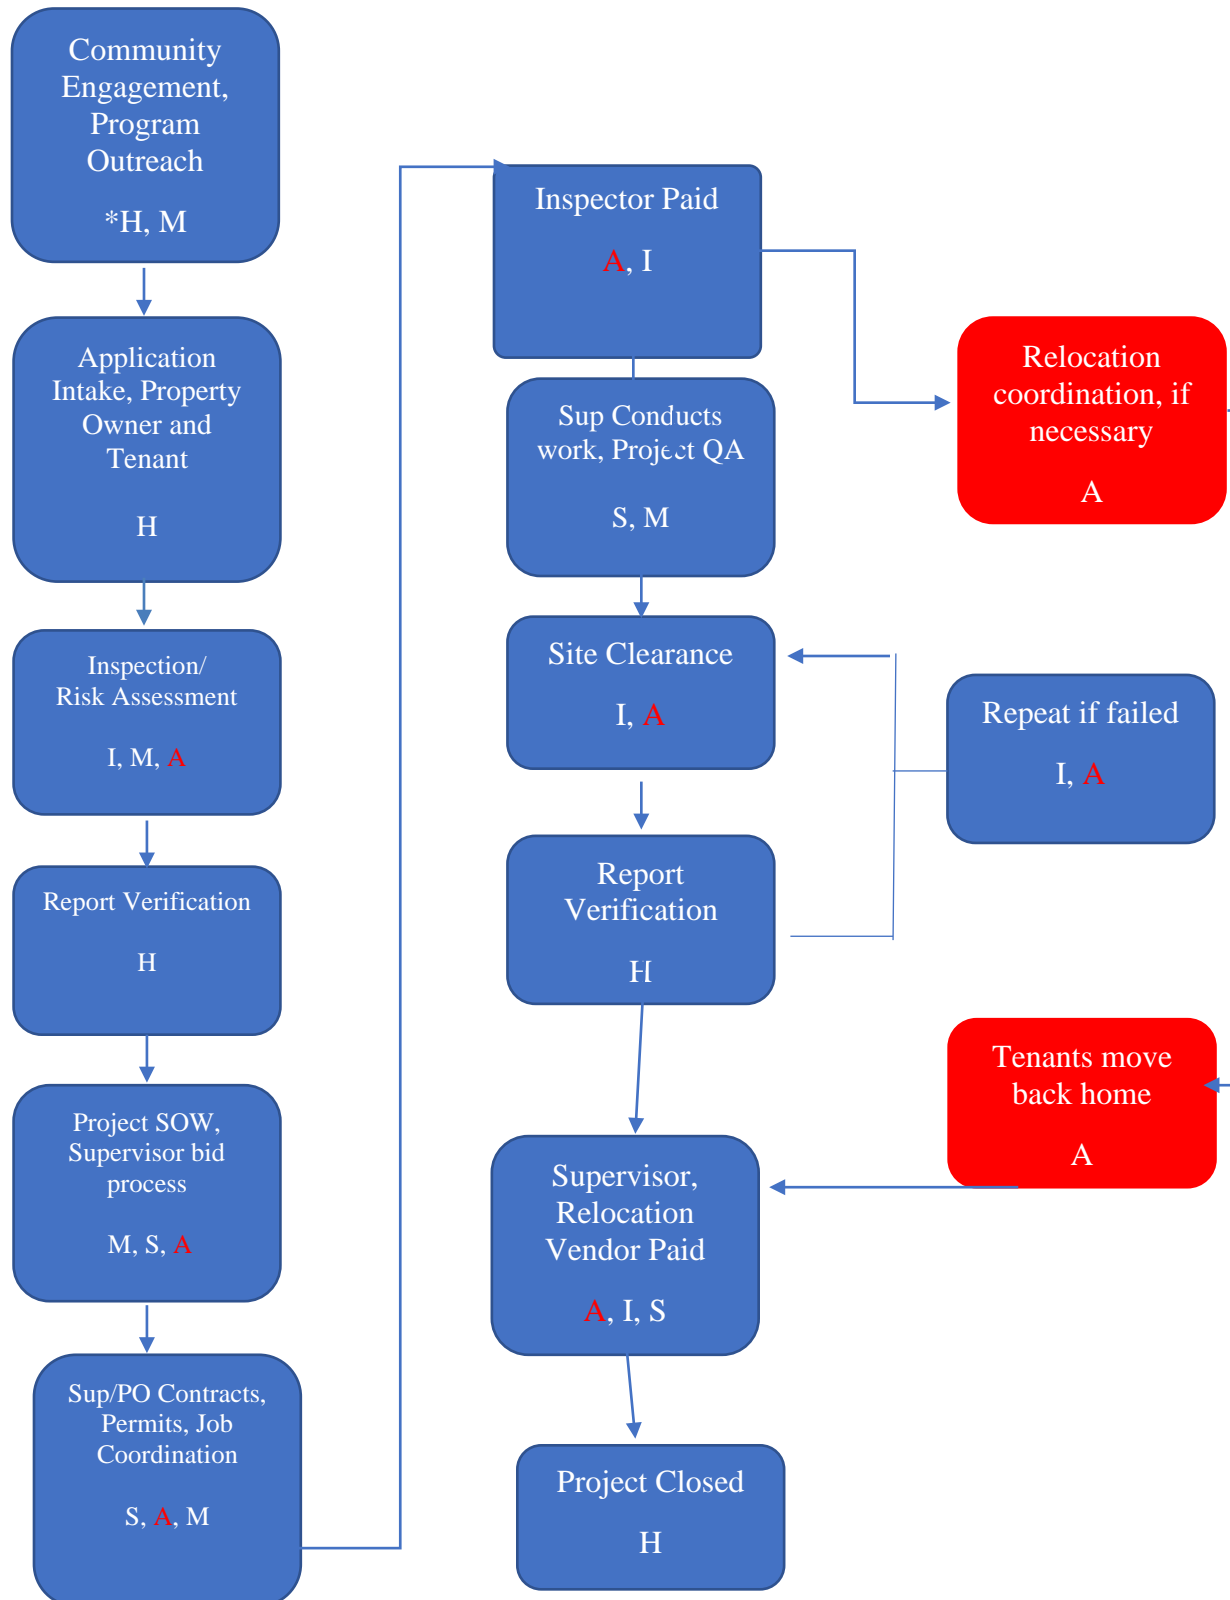 Community
Engagement,
Program
Outreach
*H, M
Application
Intake, Property
Owner and
Tenant
H
Inspection/
Risk Assessment
I, M, A
Report Verification
H
Project SOW,
Supervisor bid
process
M, S, A
Sup/PO Contracts,
Permits, Job
Coordination
S, A, M
Inspector Paid
A, I
Sup Conducts
work, Project QA
S, M
Site Clearance
I, A
Report
Verification
H
Supervisor,
Relocation
Vendor Paid
A, I, S
Project Closed
H
Relocation
coordination, if
necessary
A
Repeat if failed
I, A
Tenants move
back home
A